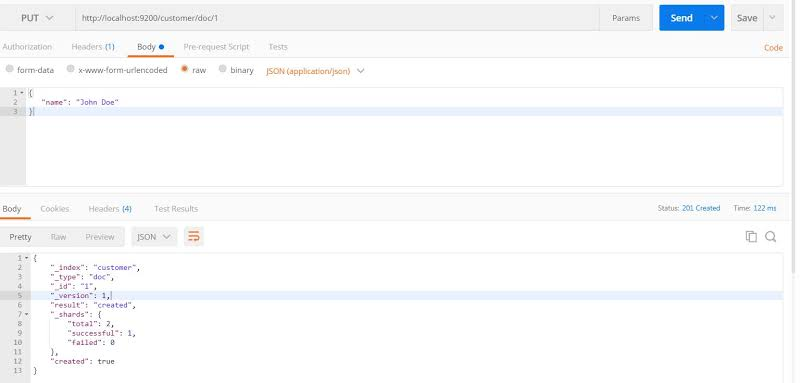 PUT http://localhost:9200/customer/doc/1 Params Send Save
Authorization Headers (1) Body Pre-request Script Tests Code
form-data x-www-form-urlencoded raw binary JSON (application/json)
1 {
2 "name": "John Doe"
3 }
Body Cookies Headers (4) Test Results Status: 201 Created Time: 122 ms
Pretty Raw Preview JSON
1 {
2 "_index": "customer",
3 "_type": "doc",
4 "_id": "1",
5 "_version": 1,
6 "result": "created",
7 "_shards": {
8 "total": 2,
9 "successful": 1,
10 "failed": 0
11 },
12 "created": true
13 }